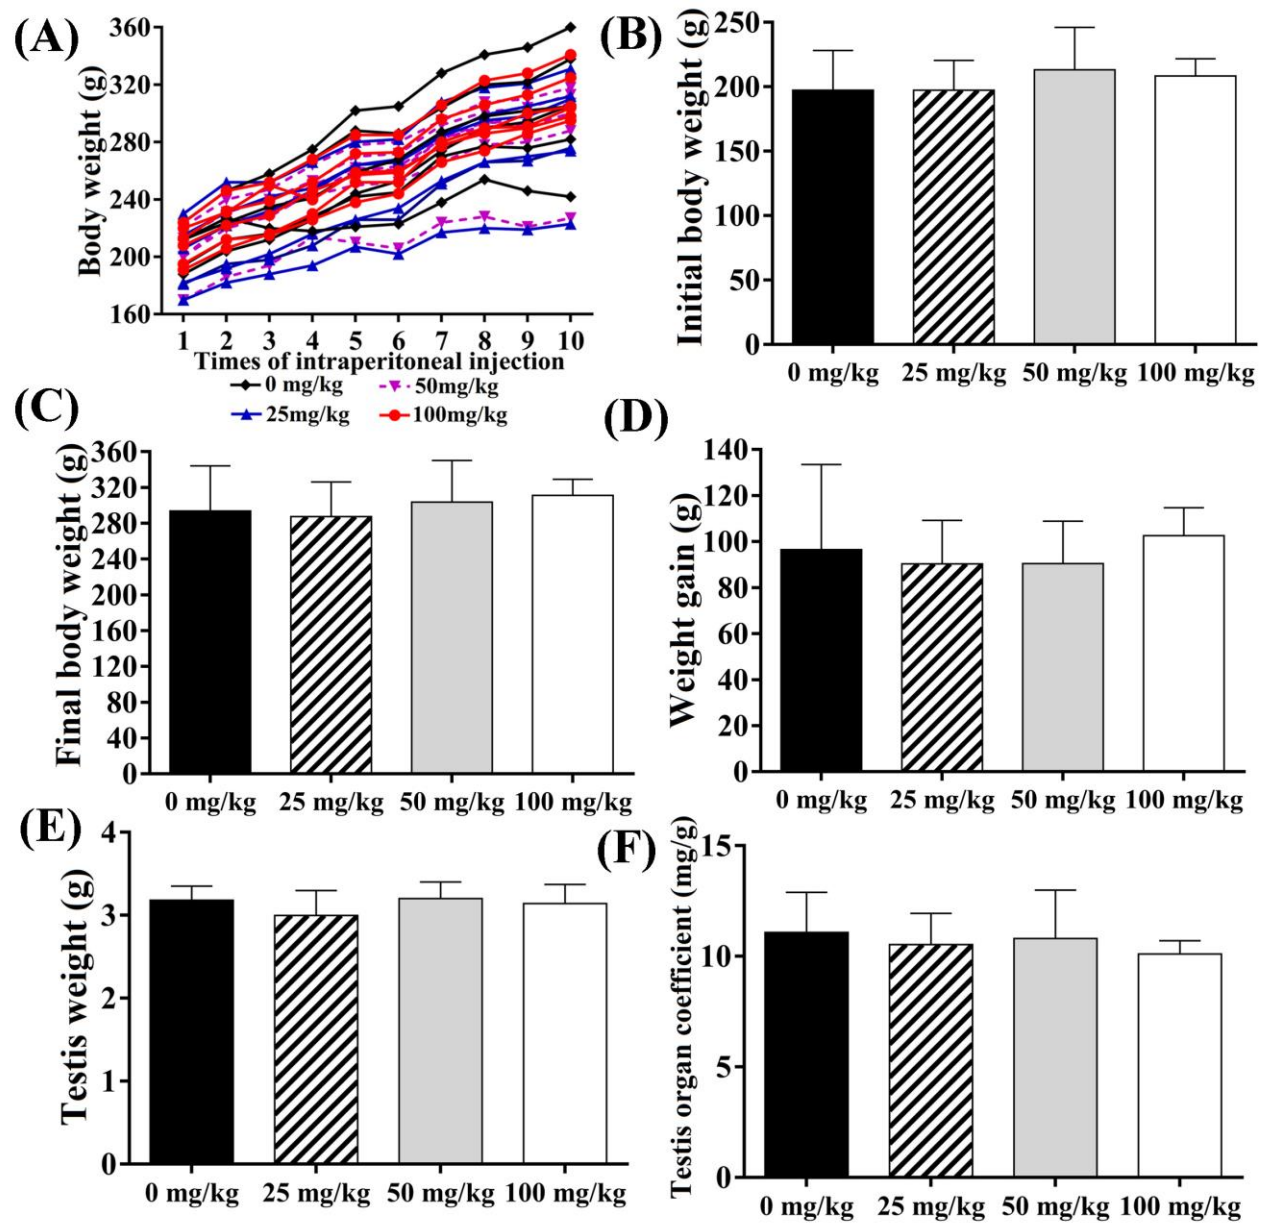 (A)
Body weight (g)
360
320
280
240
200
160
1 2 3 4 5 6 7 8 9 10
Times of intraperitoneal injection
0 mg/kg 50mg/kg
25mg/kg 100mg/kg
(B)
Initial body weight (g)
250
200
150
100
50
0
0 mg/kg 25 mg/kg 50 mg/kg 100 mg/kg
(C)
Final body weight (g)
360
320
280
240
200
160
120
80
40
0
0 mg/kg 25 mg/kg 50 mg/kg 100 mg/kg
(D)
Weight gain (g)
140
120
100
80
60
40
20
0
0 mg/kg 25 mg/kg 50 mg/kg 100 mg/kg
(E)
Testis weight (g)
4
3
2
1
0
0 mg/kg 25 mg/kg 50 mg/kg 100 mg/kg
(F)
Testis organ coefficient (mg/g)
15
10
5
0
0 mg/kg 25 mg/kg 50 mg/kg 100 mg/kg